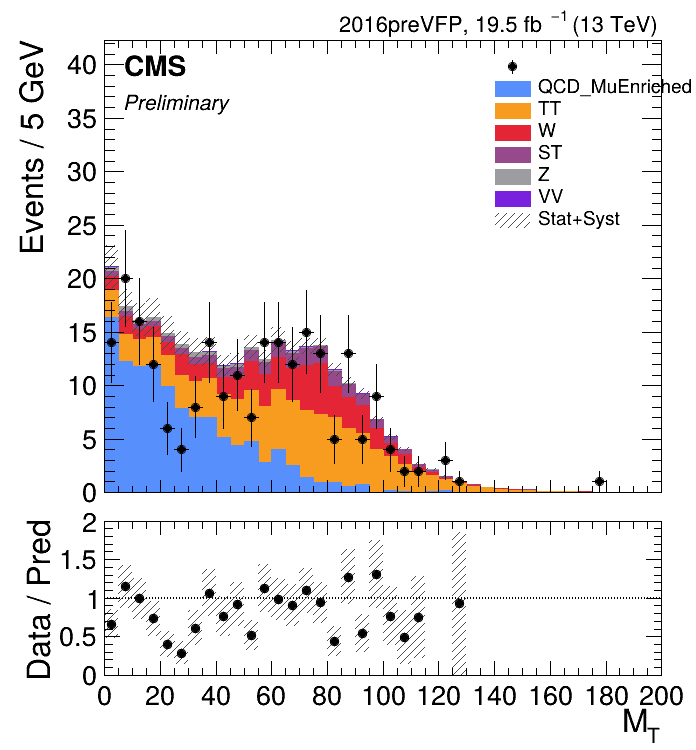 2016preVFP, 19.5 fb⁻¹ (13 TeV)
Events / 5 GeV
40
35
30
25
20
15
10
5
0
CMS
Preliminary
QCD_MuEnriched
TT
W
ST
Z
VV
Stat+Syst
Data / Pred
2
1.5
1
0.5
0
0 20 40 60 80 100 120 140 160 180 200
M_T